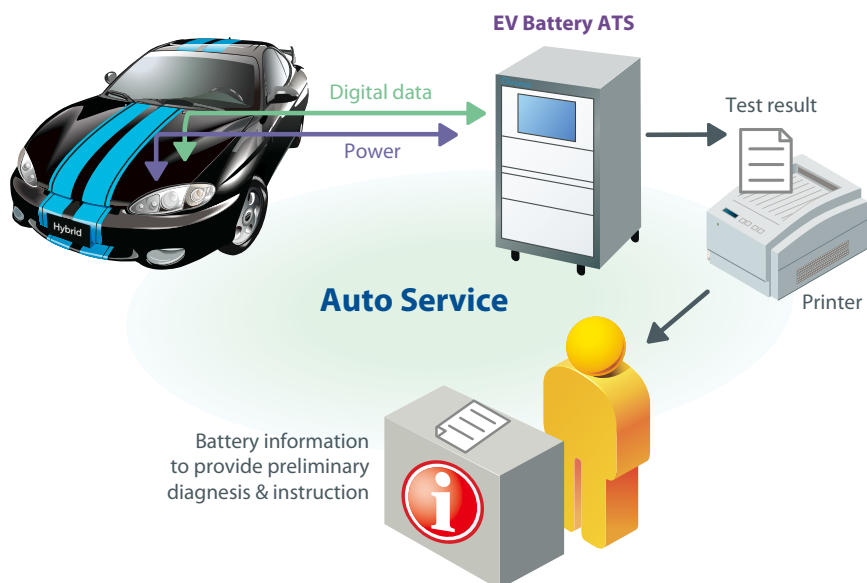 EV Battery ATS
Digital data
Power
Test result
Hybrid
Auto Service
Printer
Battery information
to provide preliminary
diagnosis & instruction
i